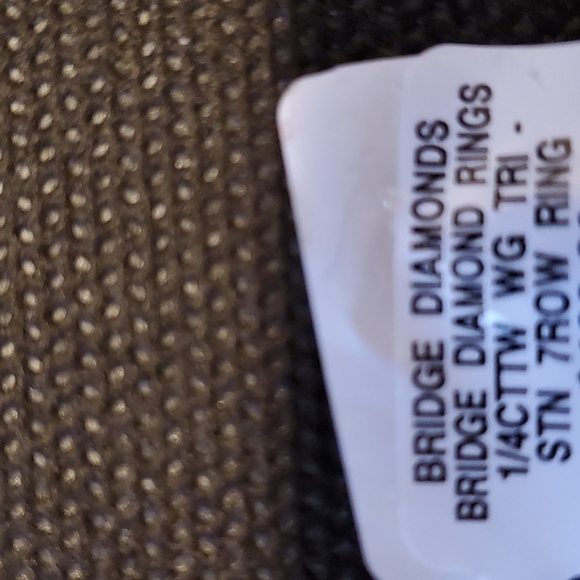 BRIDGE DIAMONDS
BRIDGE DIAMOND RINGS
1/4CTTW WG TRI -
STN 7ROW RING